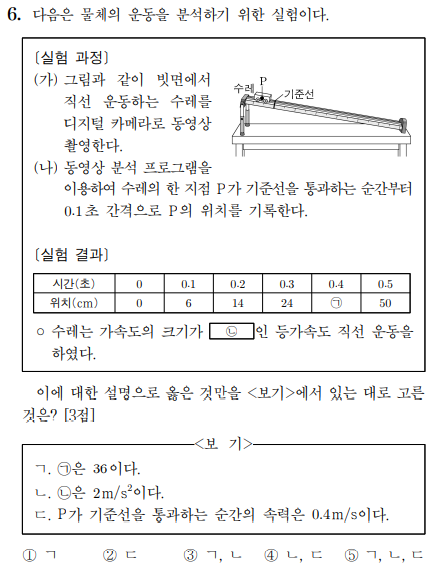 6. 다음은 물체의 운동을 분석하기 위한 실험이다.
[실험 과정]
(가) 그림과 같이 빗면에서
직선 운동하는 수레를
디지털 카메라로 동영상
촬영한다.
수레 P 기준선
(나) 동영상 분석 프로그램을
이용하여 수레의 한 지점 P가 기준선을 통과하는 순간부터
0.1초 간격으로 P의 위치를 기록한다.
[실험 결과]
시간(초) 0 0.1 0.2 0.3 0.4 0.5
위치(cm) 0 6 14 24 ㉠ 50
○ 수레는 가속도의 크기가 ㉡ 인 등가속도 직선 운동을
하였다.
이에 대한 설명으로 옳은 것만을 <보기>에서 있는 대로 고른
것은? [3점]
<보 기>
ㄱ. ㉠은 36이다.
ㄴ. ㉡은 2m/s²이다.
ㄷ. P가 기준선을 통과하는 순간의 속력은 0.4m/s이다.
① ㄱ ② ㄷ ③ ㄱ, ㄴ ④ ㄴ, ㄷ ⑤ ㄱ, ㄴ, ㄷ